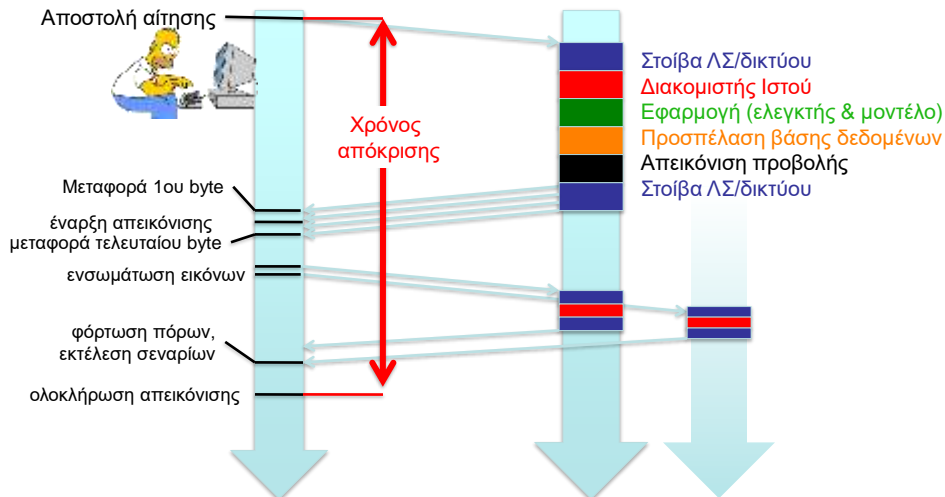 Αποστολή αίτησης
Στοίβα ΛΣ/δικτύου
Διακομιστής Ιστού
Εφαρμογή (ελεγκτής & μοντέλο)
Προσπέλαση βάσης δεδομένων
Απεικόνιση προβολής
Στοίβα ΛΣ/δικτύου
Χρόνος
απόκρισης
Μεταφορά 1ου byte
έναρξη απεικόνισης
μεταφορά τελευταίου byte
ενσωμάτωση εικόνων
φόρτωση πόρων,
εκτέλεση σεναρίων
ολοκλήρωση απεικόνισης